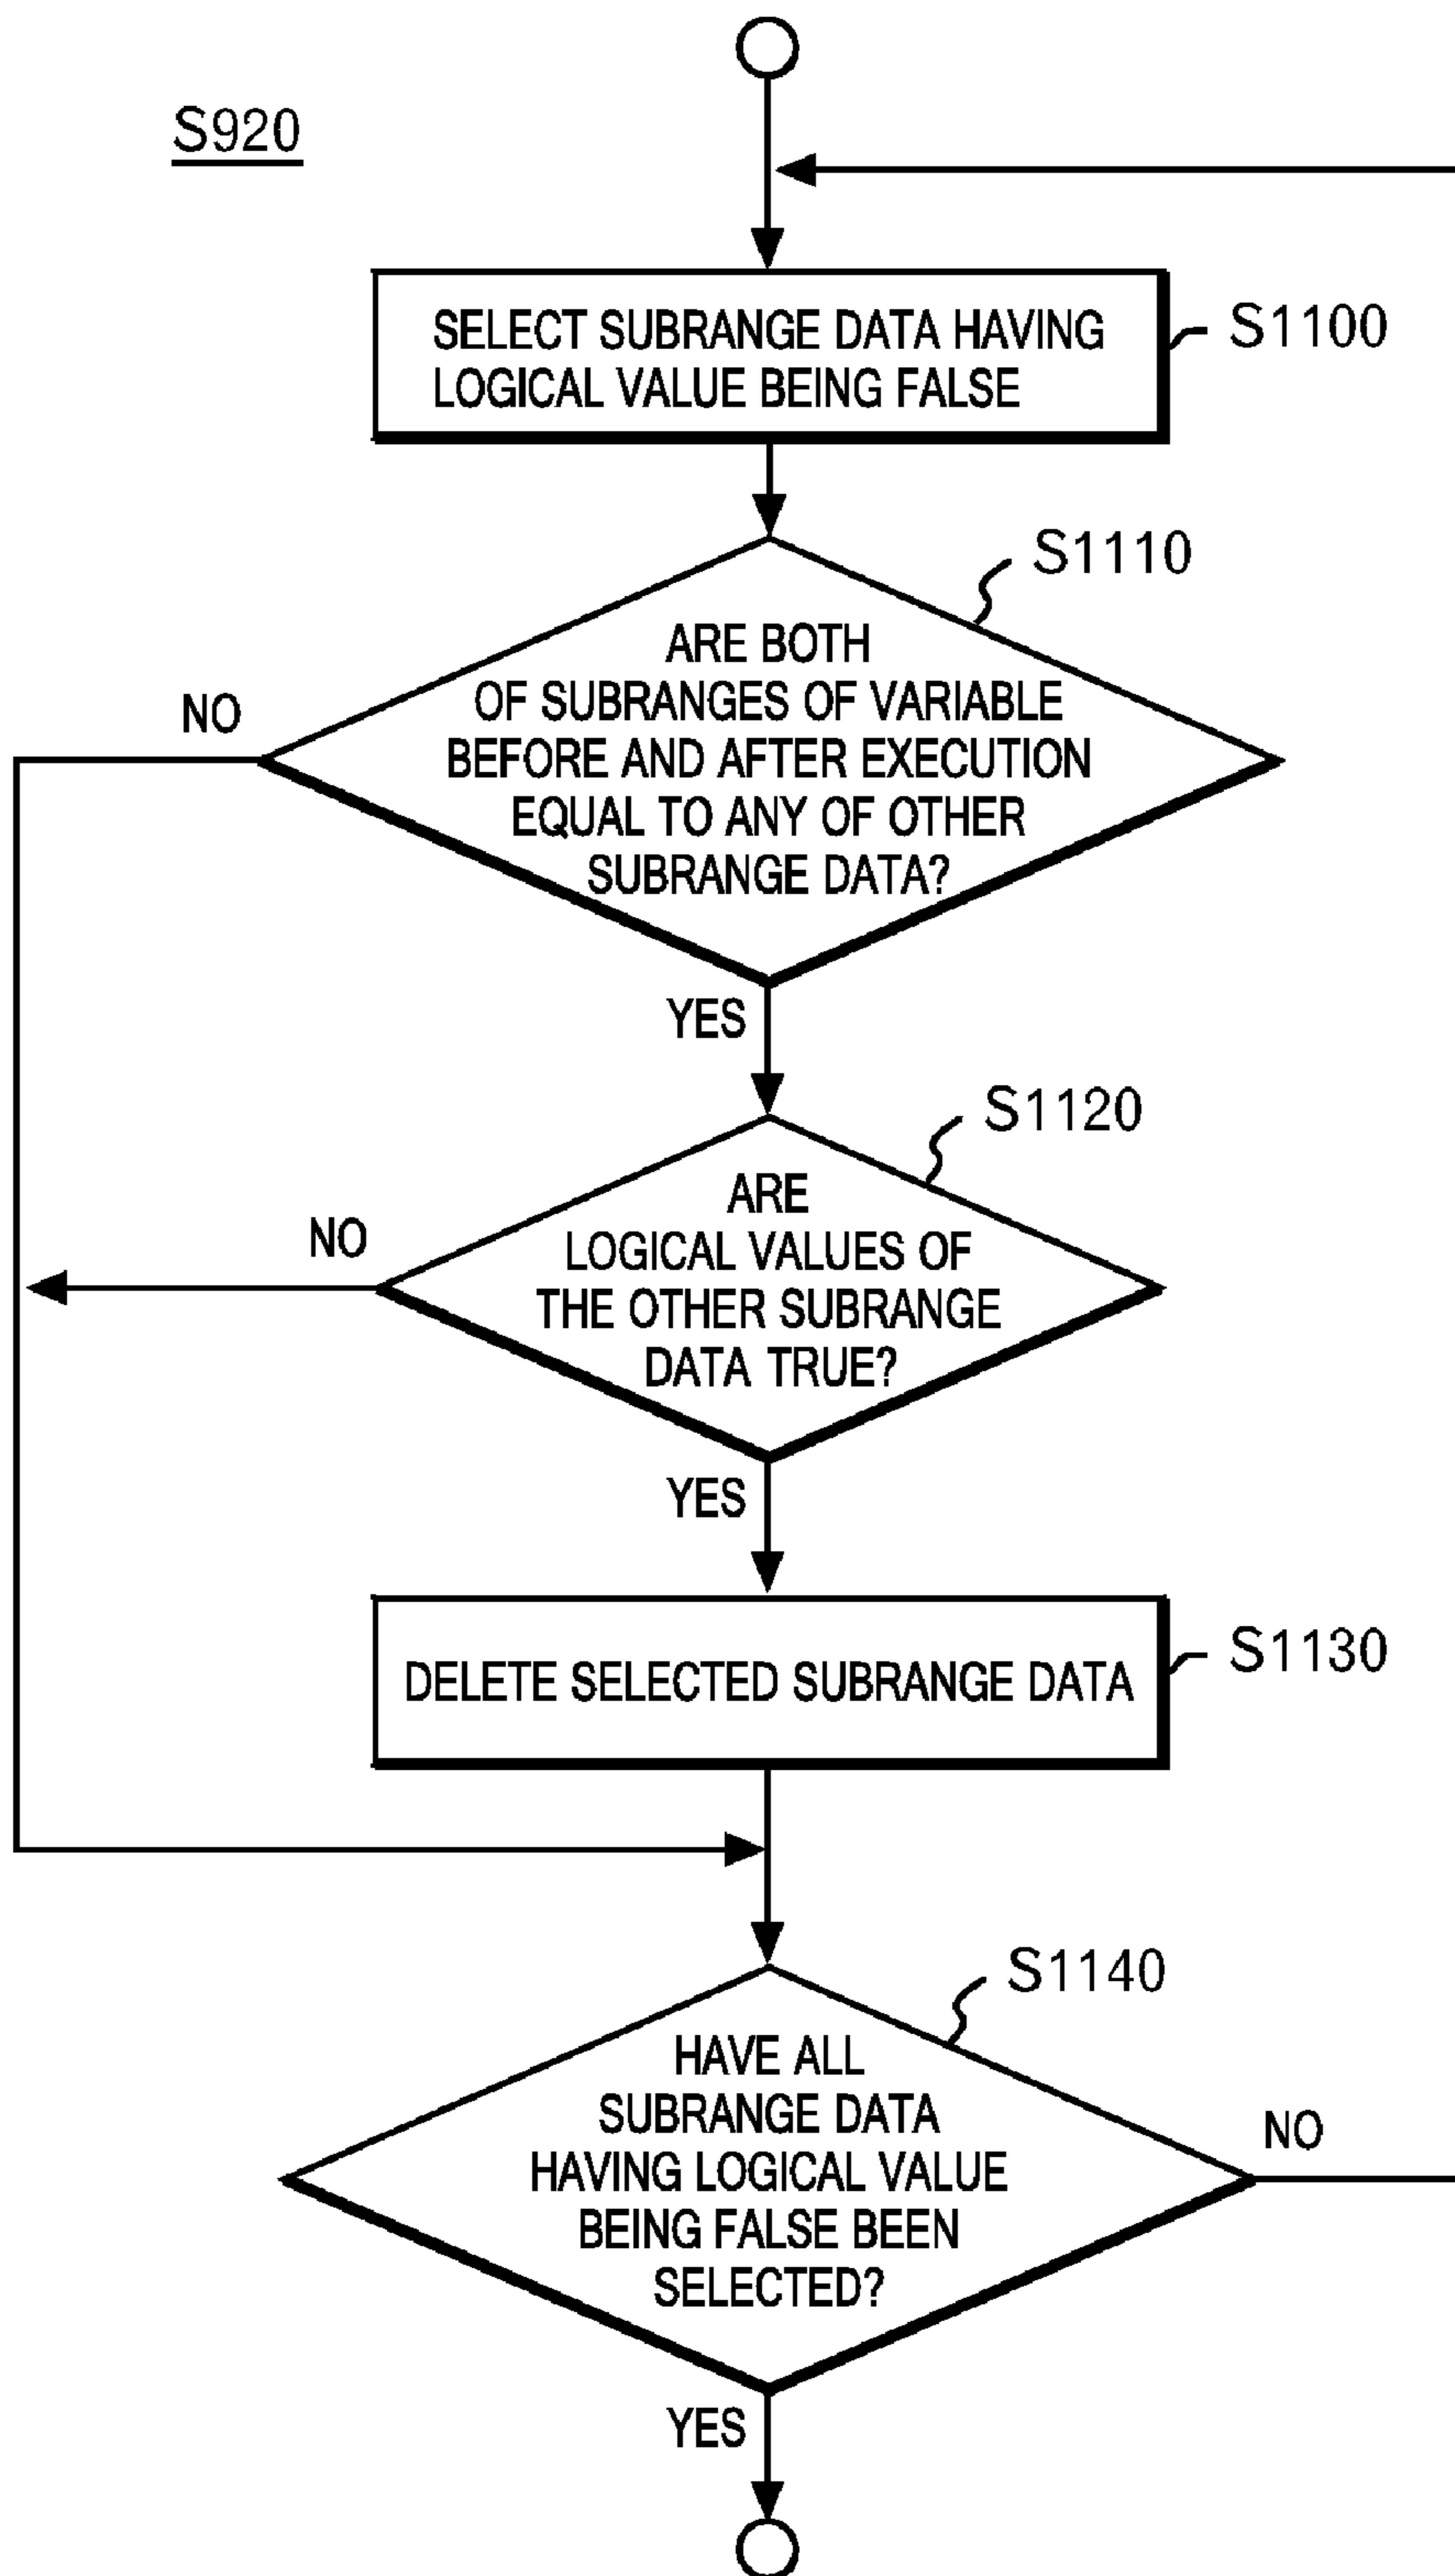 S920
SELECT SUBRANGE DATA HAVING
LOGICAL VALUE BEING FALSE
S1100
S1110
ARE BOTH
OF SUBRANGES OF VARIABLE
BEFORE AND AFTER EXECUTION
EQUAL TO ANY OF OTHER
SUBRANGE DATA?
NO
YES
S1120
ARE
LOGICAL VALUES OF
THE OTHER SUBRANGE
DATA TRUE?
NO
YES
DELETE SELECTED SUBRANGE DATA
S1130
S1140
HAVE ALL
SUBRANGE DATA
HAVING LOGICAL VALUE
BEING FALSE BEEN
SELECTED?
NO
YES